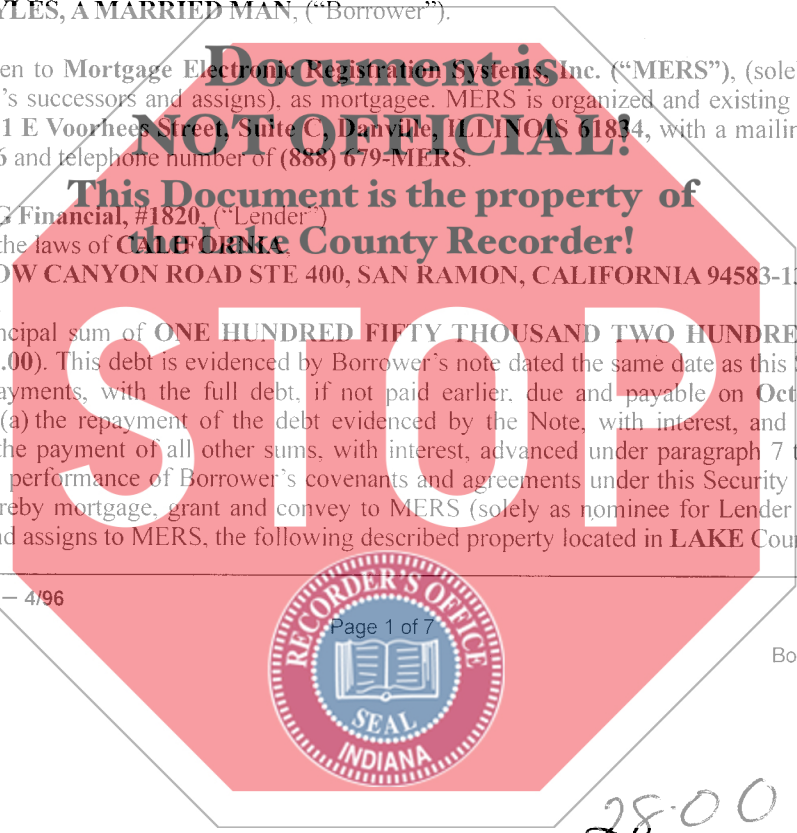 YLES, A MARRIED MAN, (“Borrower”).
Document is
en to Mortgage Electronic Registration Systems, Inc. (“MERS”), (solel
’s successors and assigns), as mortgagee. MERS is organized and existing
NOT OFFICIAL!
1 E Voorhees Street, Suite C, Danville, ILLINOIS 61834, with a mailin
6 and telephone number of (888) 679-MERS.
This Document is the property of
G Financial, #1820, (“Lender”)
the Lake County Recorder!
the laws of CALIFORNIA,
OW CANYON ROAD STE 400, SAN RAMON, CALIFORNIA 94583-13
STOP
ncipal sum of ONE HUNDRED FIFTY THOUSAND TWO HUNDRE
.00). This debt is evidenced by Borrower’s note dated the same date as this S
ayments, with the full debt, if not paid earlier, due and payable on Oct
(a) the repayment of the debt evidenced by the Note, with interest, and
he payment of all other sums, with interest, advanced under paragraph 7 t
performance of Borrower’s covenants and agreements under this Security
reby mortgage, grant and convey to MERS (solely as nominee for Lender
nd assigns to MERS, the following described property located in LAKE Coun
– 4/96
Page 1 of 7
RECORDER'S OFFICE
SEAL
INDIANA
Bo
28.00